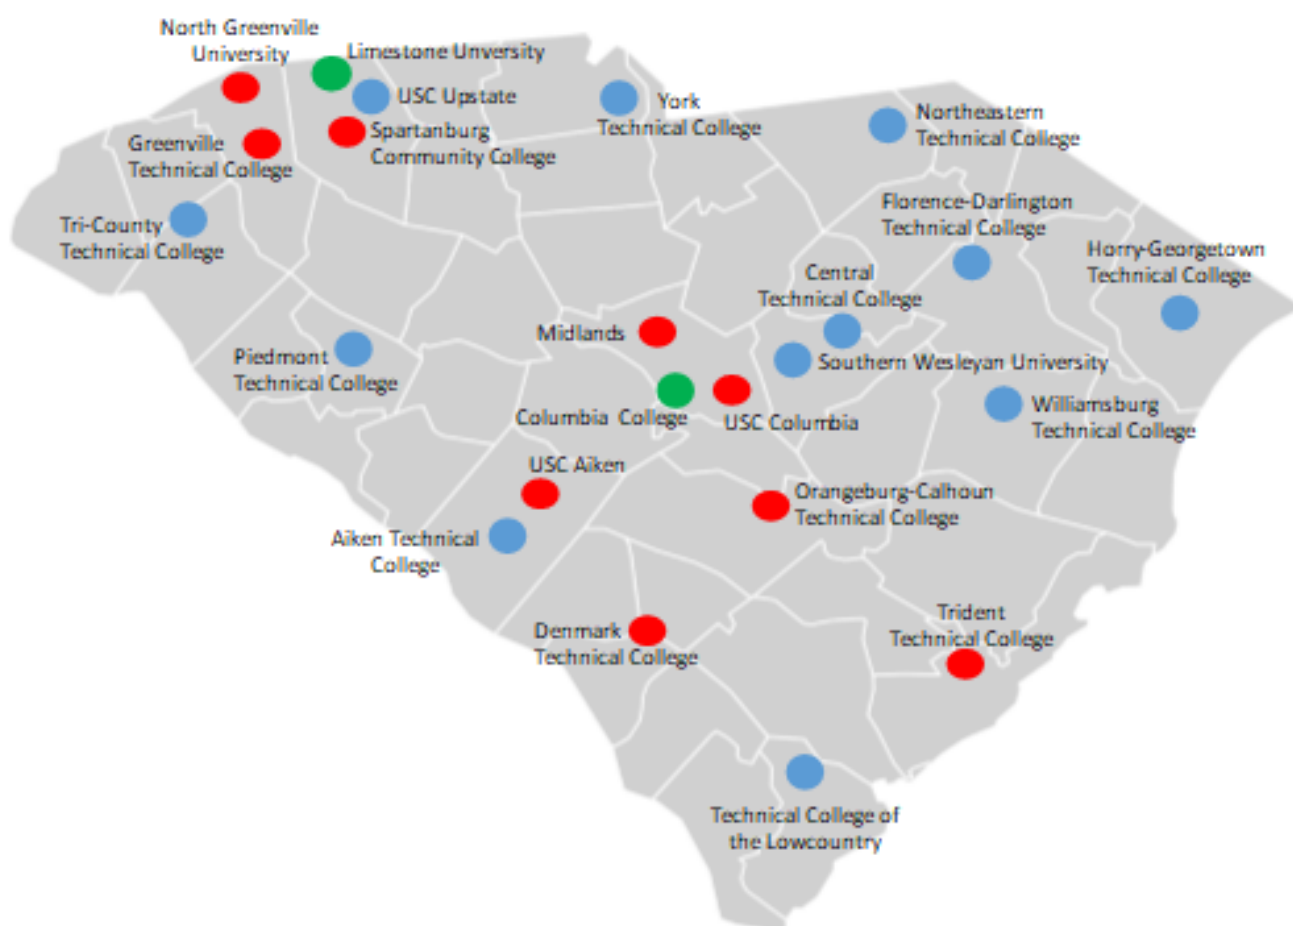 North Greenville
University
Limestone Unversity
USC Upstate
York
Technical College
Northeastern
Technical College
Greenville
Technical College
Spartanburg
Community College
Tri-County
Technical College
Florence-Darlington
Technical College
Horry-Georgetown
Technical College
Central
Technical College
Midlands
Piedmont
Technical College
Southern Wesleyan University
Columbia College
USC Columbia
Williamsburg
Technical College
USC Aiken
Orangeburg-Calhoun
Technical College
Aiken Technical
College
Denmark
Technical College
Trident
Technical College
Technical College of
the Lowcountry